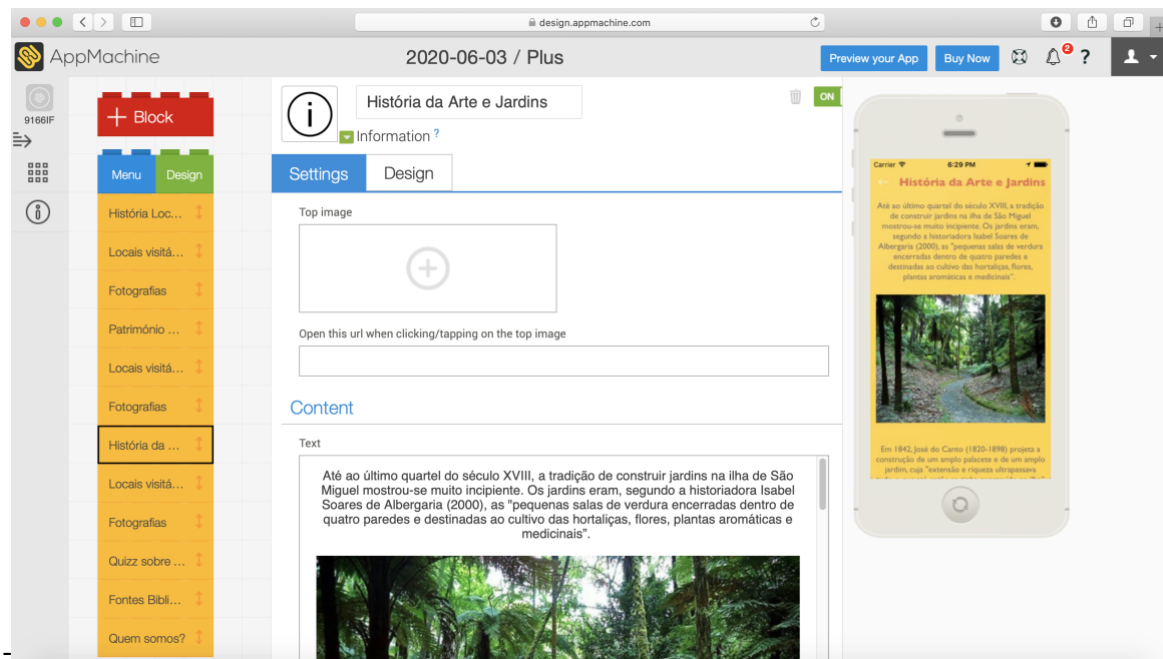 design.appmachine.com
AppMachine
2020-06-03 / Plus
Preview your App
Buy Now
2
?
9166IF
+ Block
Menu
Design
História Loc...
Locais visitá...
Fotografias
Património ...
Locais visitá...
Fotografias
História da ...
Locais visitá...
Fotografias
Quizz sobre ...
Fontes Bibli...
Quem somos?
História da Arte e Jardins
ON
Information ?
Settings
Design
Top image
Open this url when clicking/tapping on the top image
Content
Text
Até ao último quartel do século XVIII, a tradição de construir jardins na ilha de São
Miguel mostrou-se muito incipiente. Os jardins eram, segundo a historiadora Isabel
Soares de Albergaria (2000), as "pequenas salas de verdura encerradas dentro de
quatro paredes e destinadas ao cultivo das hortaliças, flores, plantas aromáticas e
medicinais”.
Carrier
6:29 PM
História da Arte e Jardins
Até ao último quartel do século XVIII, a tradição
de construir jardins na ilha de São Miguel
mostrou-se muito incipiente. Os jardins eram,
segundo a historiadora Isabel Soares de
Albergaria (2000), as "pequenas salas de verdura
encerradas dentro de quatro paredes e
destinadas ao cultivo das hortaliças, flores,
plantas aromáticas e medicinais”.
Em 1842, José do Canto (1820-1898) projeta a
construção de um amplo palacete e de um amplo
jardim, cuja "extensão e riqueza ultrapassava